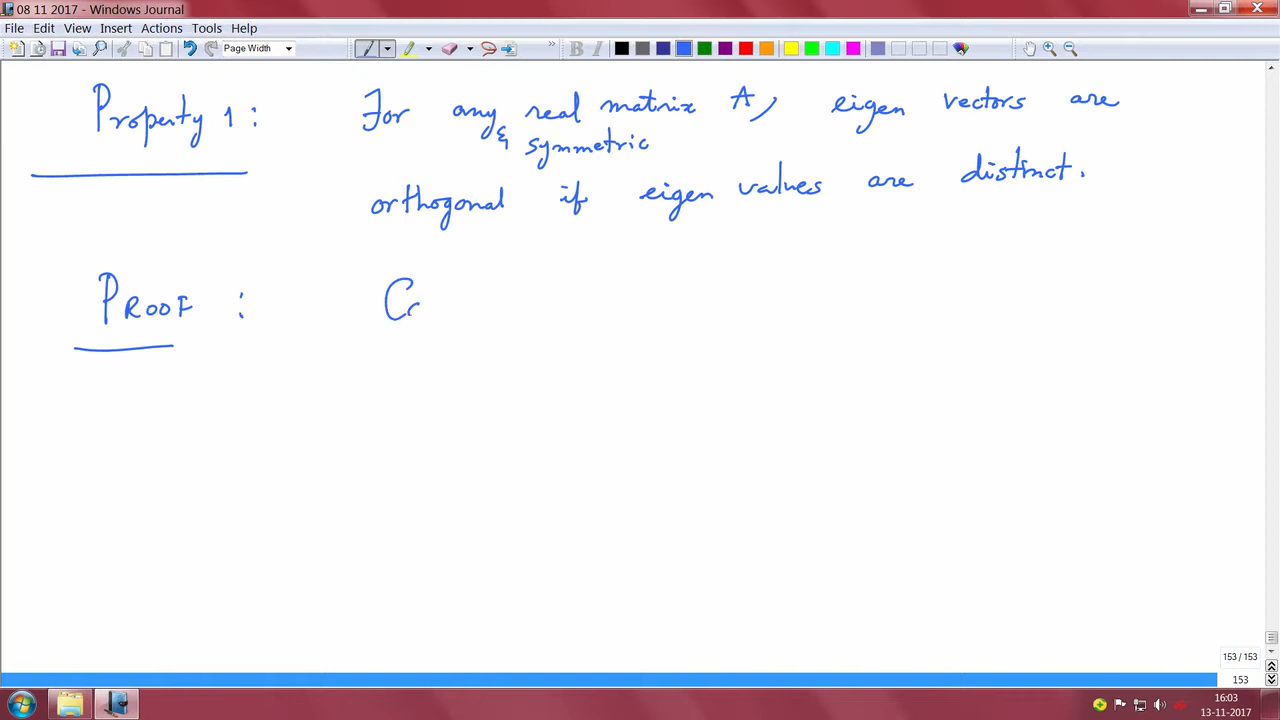 08 11 2017 - Windows Journal
File Edit View Insert Actions Tools Help
Page Width
Property 1 : For any real matrix A, eigen vectors are
& symmetric
orthogonal if eigen values are distinct.
PROOF :
153 / 153
153
16:03
13-11-2017